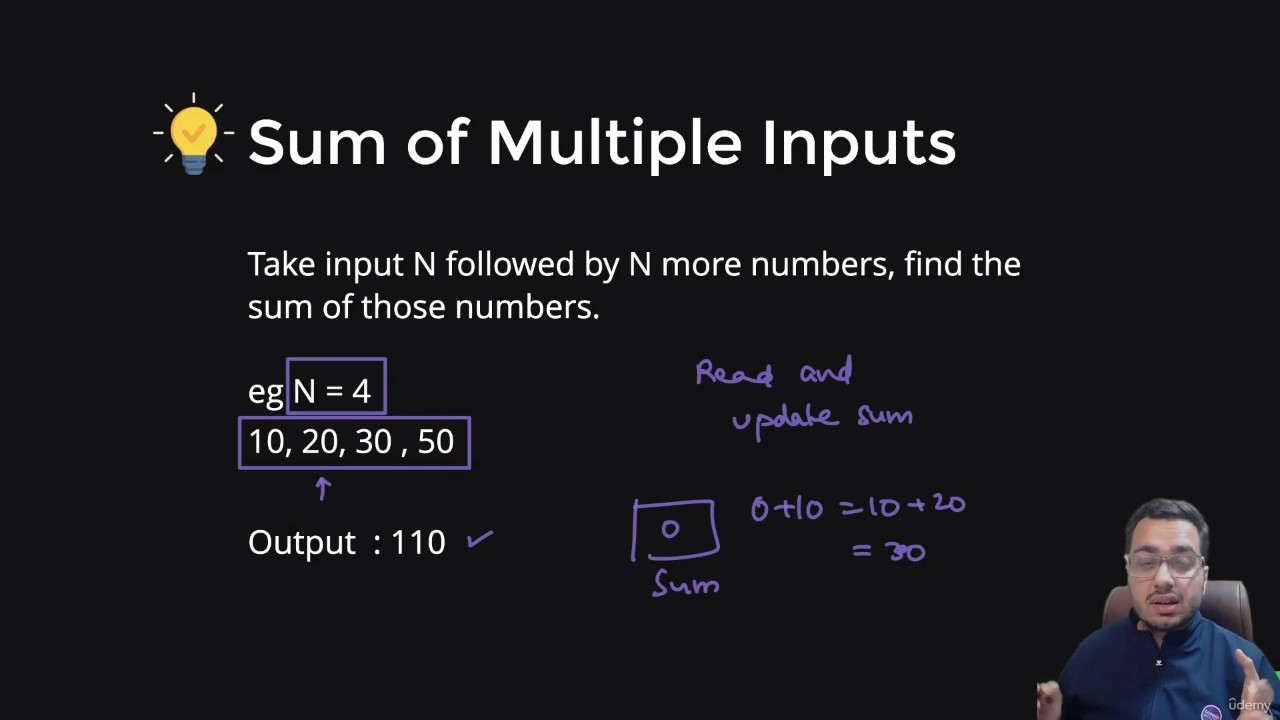 Sum of Multiple Inputs
Take input N followed by N more numbers, find the
sum of those numbers.
eg N = 4
10, 20, 30 , 50
Output : 110
Read and
update sum
0+10 = 10 + 20
= 30
0
Sum
ûdemy